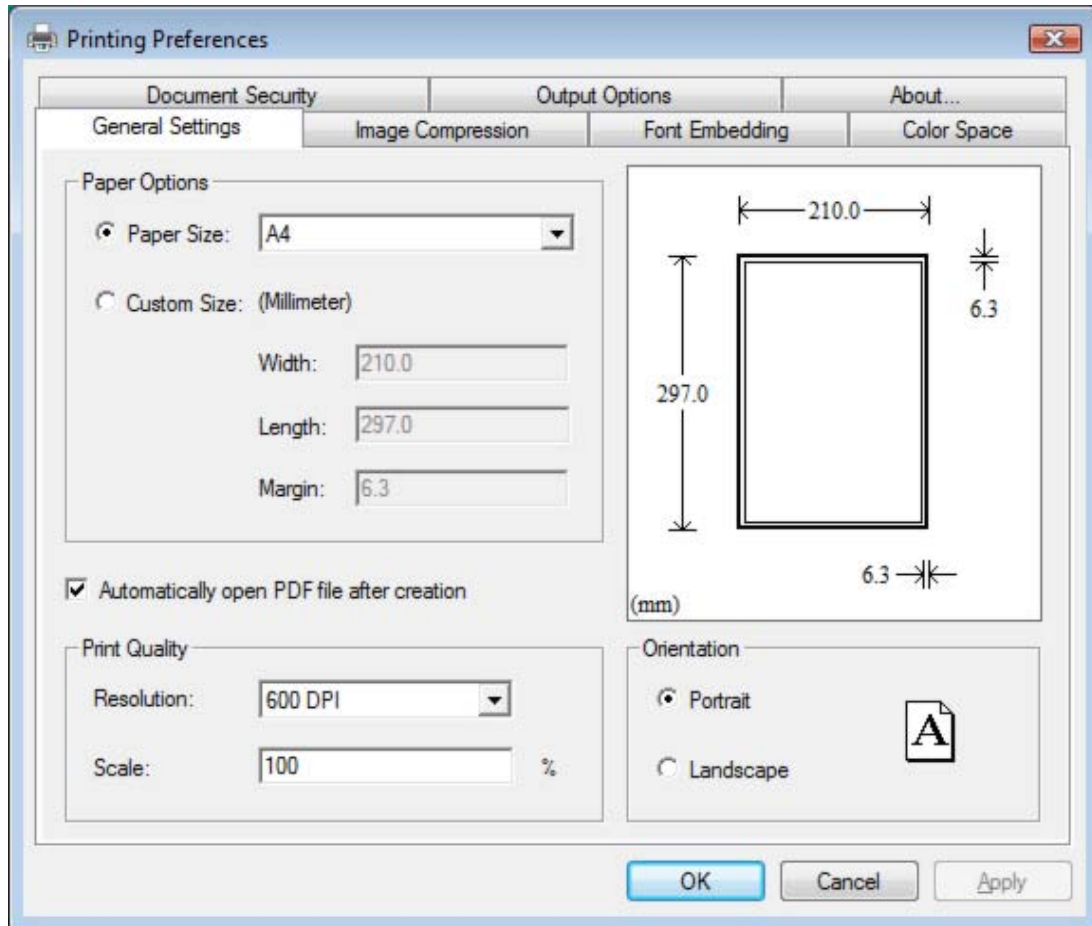 Printing Preferences
Document Security
Output Options
About...
General Settings
Image Compression
Font Embedding
Color Space
Paper Options
Paper Size:
A4
Custom Size:
(Millimeter)
Width:
210.0
Length:
297.0
Margin:
6.3
210.0
6.3
297.0
6.3
(mm)
Automatically open PDF file after creation
Print Quality
Resolution:
600 DPI
Scale:
100
%
Orientation
Portrait
Landscape
A
OK
Cancel
Apply